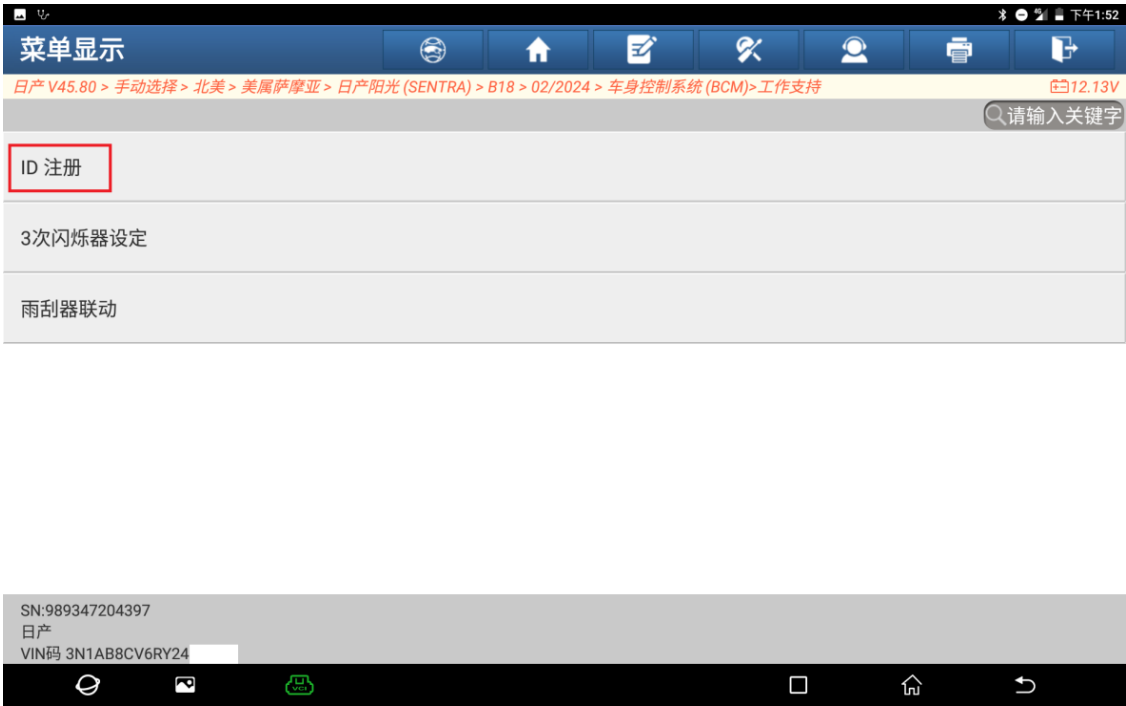 下午1:52
菜单显示
日产 V45.80 > 手动选择 > 北美 > 美属萨摩亚 > 日产阳光 (SENTRA) > B18 > 02/2024 > 车身控制系统 (BCM)>工作支持 12.13V
请输入关键字
ID 注册
3次闪烁器设定
雨刮器联动
SN:989347204397
日产
VIN码 3N1AB8CV6RY24
VCI